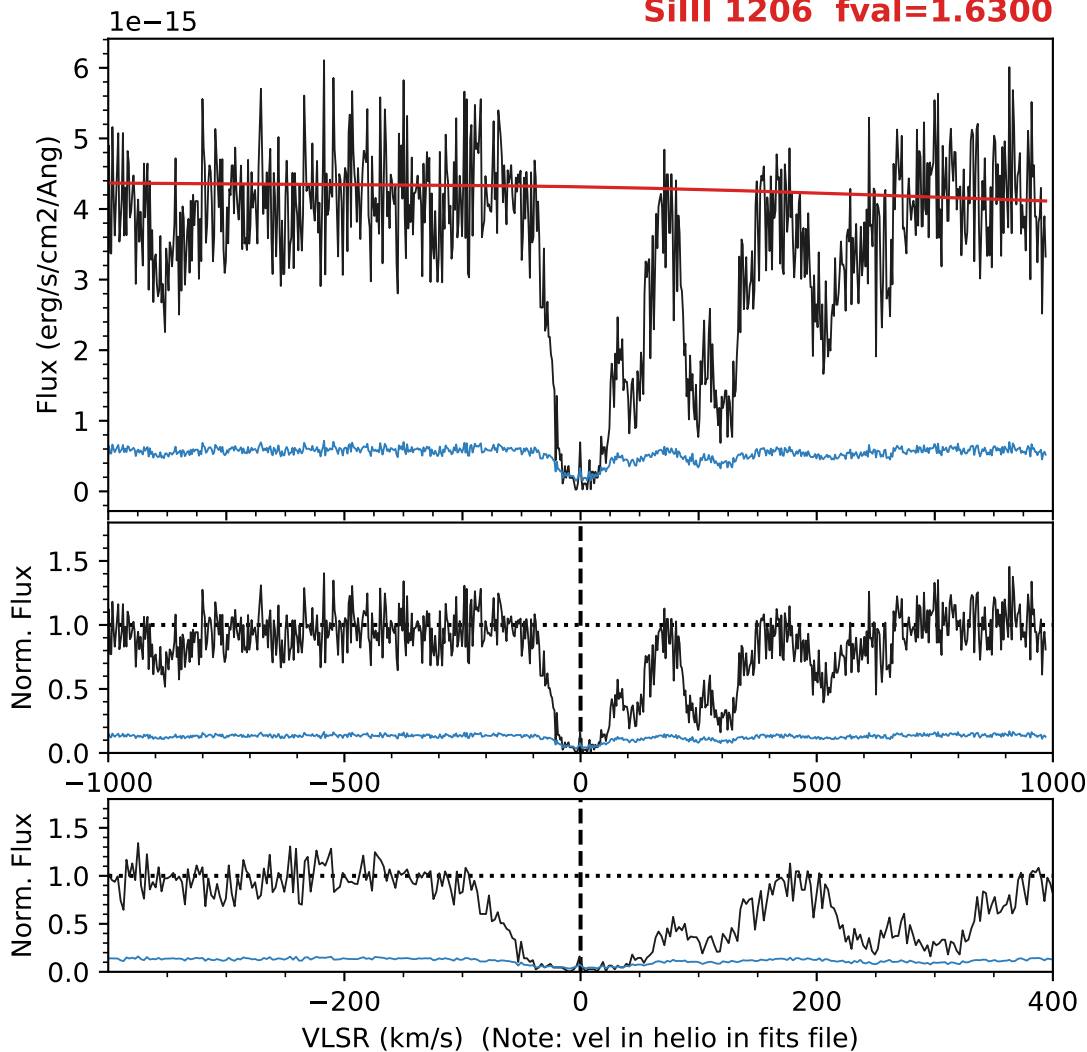 SiIII 1206 fval=1.6300
1e−15
6
5
4
3
2
1
0
Flux (erg/s/cm2/Ang)
1.5
1.0
0.5
0.0
Norm. Flux
−1000 −500 0 500 1000
1.5
1.0
0.5
0.0
Norm. Flux
−200 0 200 400
VLSR (km/s) (Note: vel in helio in fits file)